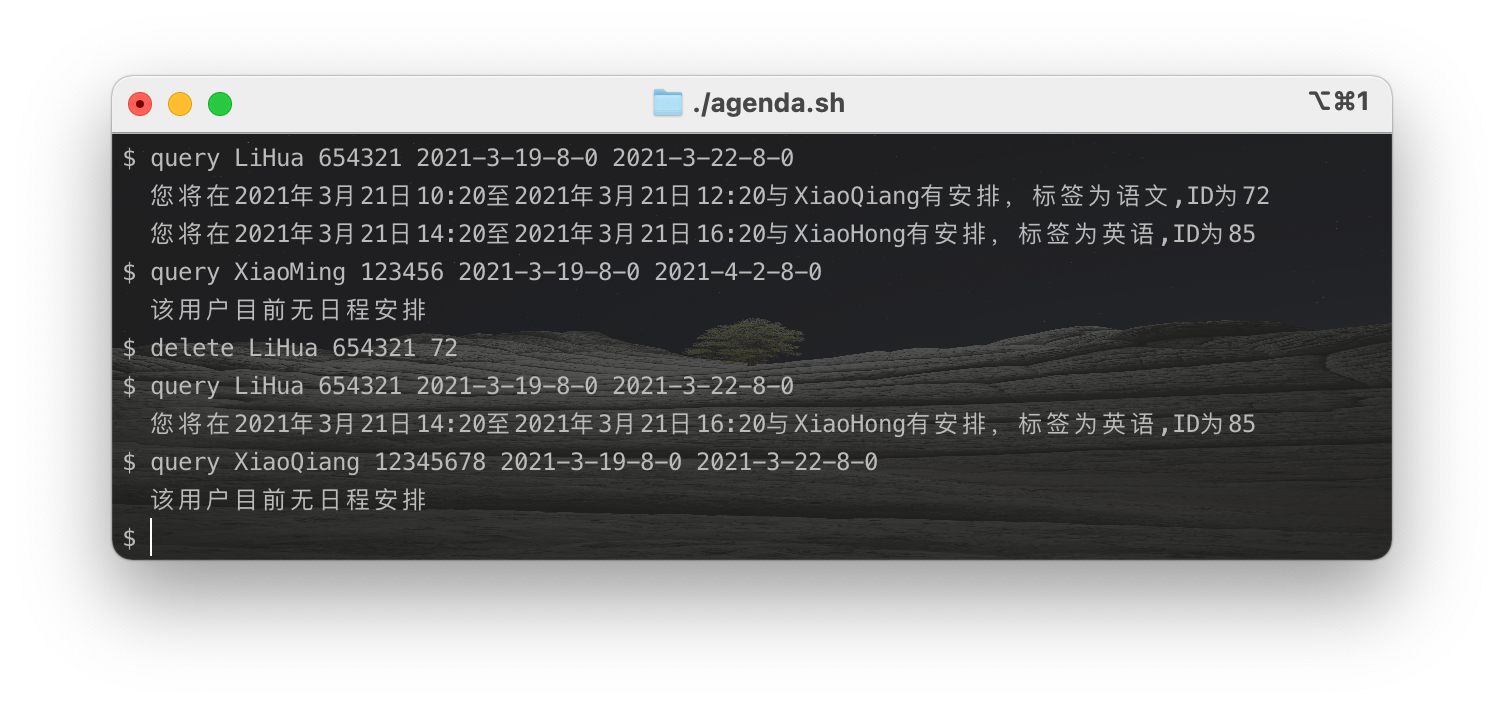 ./agenda.sh
⌥⌘1
$ query LiHua 654321 2021-3-19-8-0 2021-3-22-8-0
您将在2021年3月21日10:20至2021年3月21日12:20与XiaoQiang有安排，标签为语文,ID为72
您将在2021年3月21日14:20至2021年3月21日16:20与XiaoHong有安排，标签为英语,ID为85
$ query XiaoMing 123456 2021-3-19-8-0 2021-4-2-8-0
该用户目前无日程安排
$ delete LiHua 654321 72
$ query LiHua 654321 2021-3-19-8-0 2021-3-22-8-0
您将在2021年3月21日14:20至2021年3月21日16:20与XiaoHong有安排，标签为英语,ID为85
$ query XiaoQiang 12345678 2021-3-19-8-0 2021-3-22-8-0
该用户目前无日程安排
$